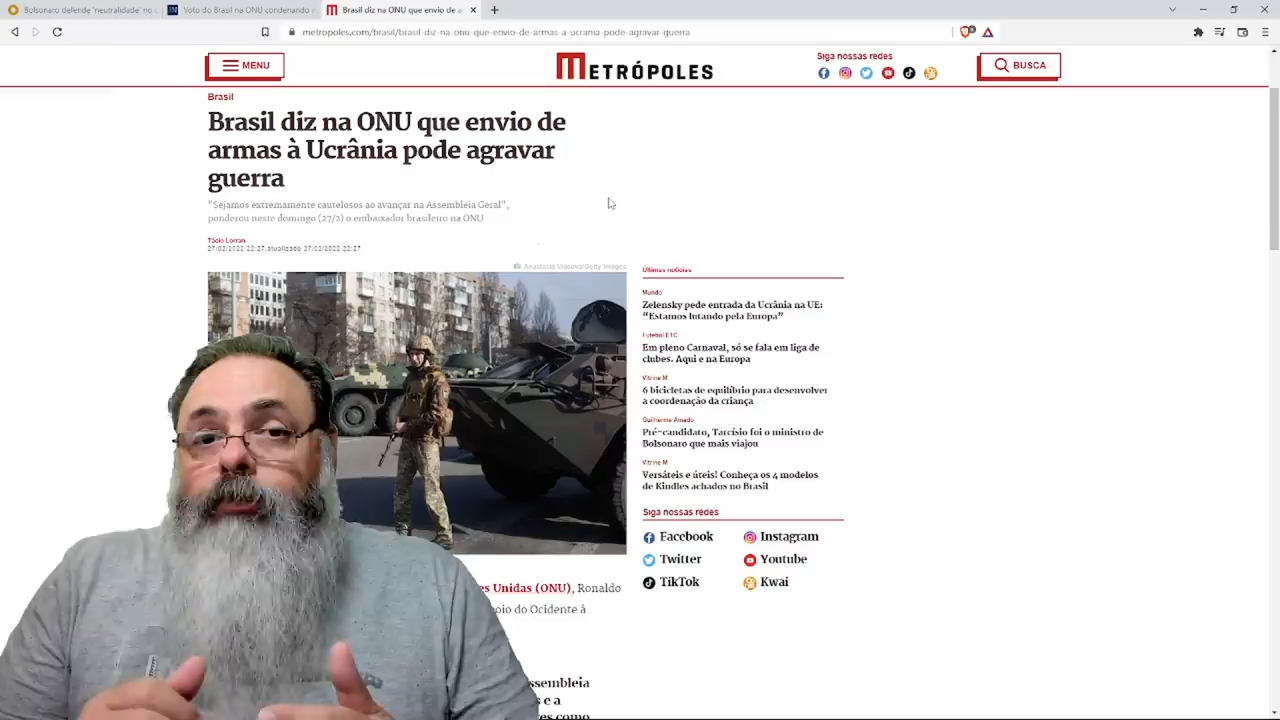 Bolsonaro defende 'neutralidade' no
Voto do Brasil na ONU condenando
Brasil diz na ONU que envio de ar
metropoles.com/brasil/brasil-diz-na-onu-que-envio-de-armas-a-ucrania-pode-agravar-guerra
MENU
METRÓPOLES
Siga nossas redes
BUSCA
Brasil
Brasil diz na ONU que envio de
armas à Ucrânia pode agravar
guerra
"Sejamos extremamente cautelosos ao avançar na Assembleia Geral",
ponderou neste domingo (27/2) o embaixador brasileiro na ONU
Tácio Lorran
27/02/2022 22:27, atualizado 27/02/2022 22:27
Anastasia Vlasova/Getty Images
Últimas notícias
Mundo
Zelensky pede entrada da Ucrânia na UE:
"Estamos lutando pela Europa"
Futebol ETC
Em pleno Carnaval, só se fala em liga de
clubes. Aqui e na Europa
Vitrine M
6 bicicletas de equilíbrio para desenvolver
a coordenação da criança
Guilherme Amado
Pré-candidato, Tarcísio foi o ministro de
Bolsonaro que mais viajou
Vitrine M
Versáteis e úteis! Conheça os 4 modelos
de Kindles achados no Brasil
Siga nossas redes
Facebook
Instagram
Twitter
Youtube
TikTok
Kwai
es Unidas (ONU), Ronaldo
oio do Ocidente à
ssembleia
s e a
es como